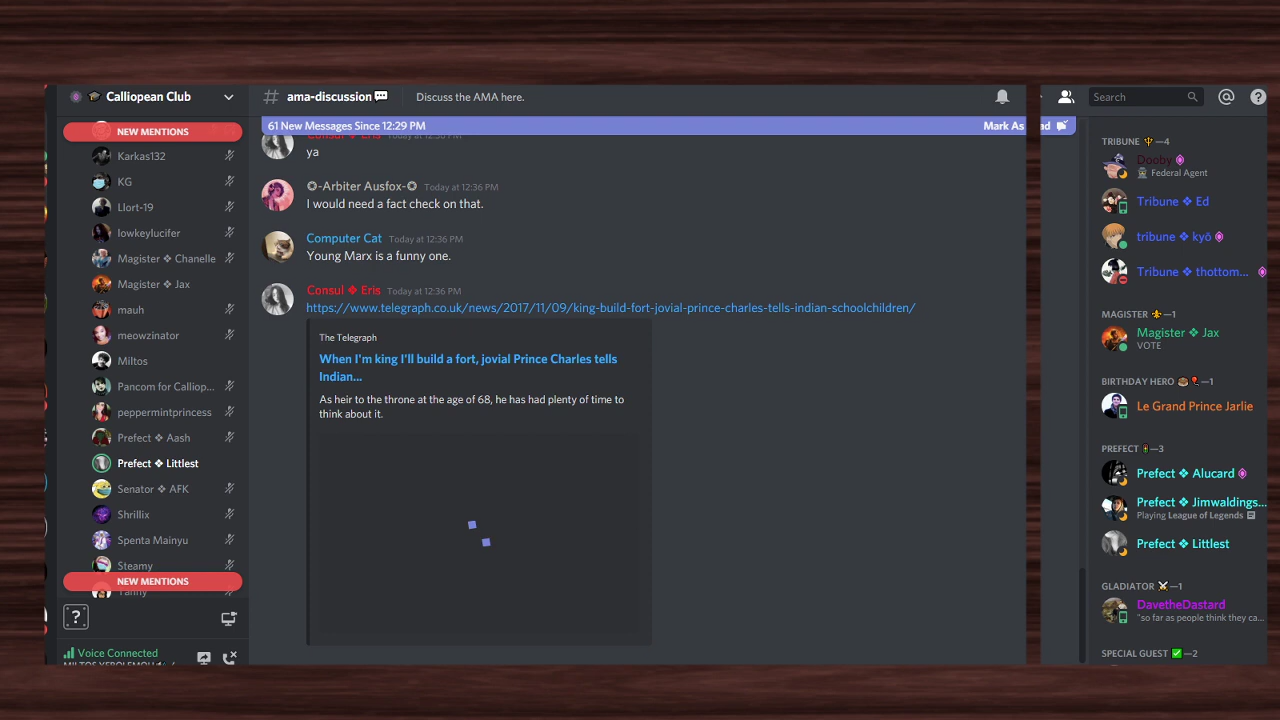 Calliopean Club
NEW MENTIONS
Karkas132
KG
Llort-19
lowkeylucifer
Magister ❖ Chanelle
Magister ❖ Jax
mauh
meowzinator
Miltos
Pancom for Calliop...
peppermintprincess
Prefect ❖ Aash
Prefect ❖ Littlest
Senator ❖ AFK
Shrillix
Spenta Mainyu
Steamy
NEW MENTIONS
?
Voice Connected
# ama-discussion💬
Discuss the AMA here.
61 New Messages Since 12:29 PM
Mark As
ad
Consul ❖ Eris Today at 12:36 PM
ya
❂-Arbiter Ausfox-❂ Today at 12:36 PM
I would need a fact check on that.
Computer Cat Today at 12:36 PM
Young Marx is a funny one.
Consul ❖ Eris Today at 12:36 PM
https://www.telegraph.co.uk/news/2017/11/09/king-build-fort-jovial-prince-charles-tells-indian-schoolchildren/
The Telegraph
When I'm king I'll build a fort, jovial Prince Charles tells
Indian...
As heir to the throne at the age of 68, he has had plenty of time to
think about it.
Search
@
?
TRIBUNE 🔱—4
Dooby
Federal Agent
Tribune ❖ Ed
tribune ❖ kyō
Tribune ❖ thottom...
MAGISTER ⚜—1
Magister ❖ Jax
VOTE
BIRTHDAY HERO 🎂🎈—1
Le Grand Prince Jarlie
PREFECT 🚦—3
Prefect ❖ Alucard
Prefect ❖ Jimwaldings...
Playing League of Legends
Prefect ❖ Littlest
GLADIATOR ⚔—1
DavetheDastard
"so far as people think they ca...
SPECIAL GUEST ✅—2